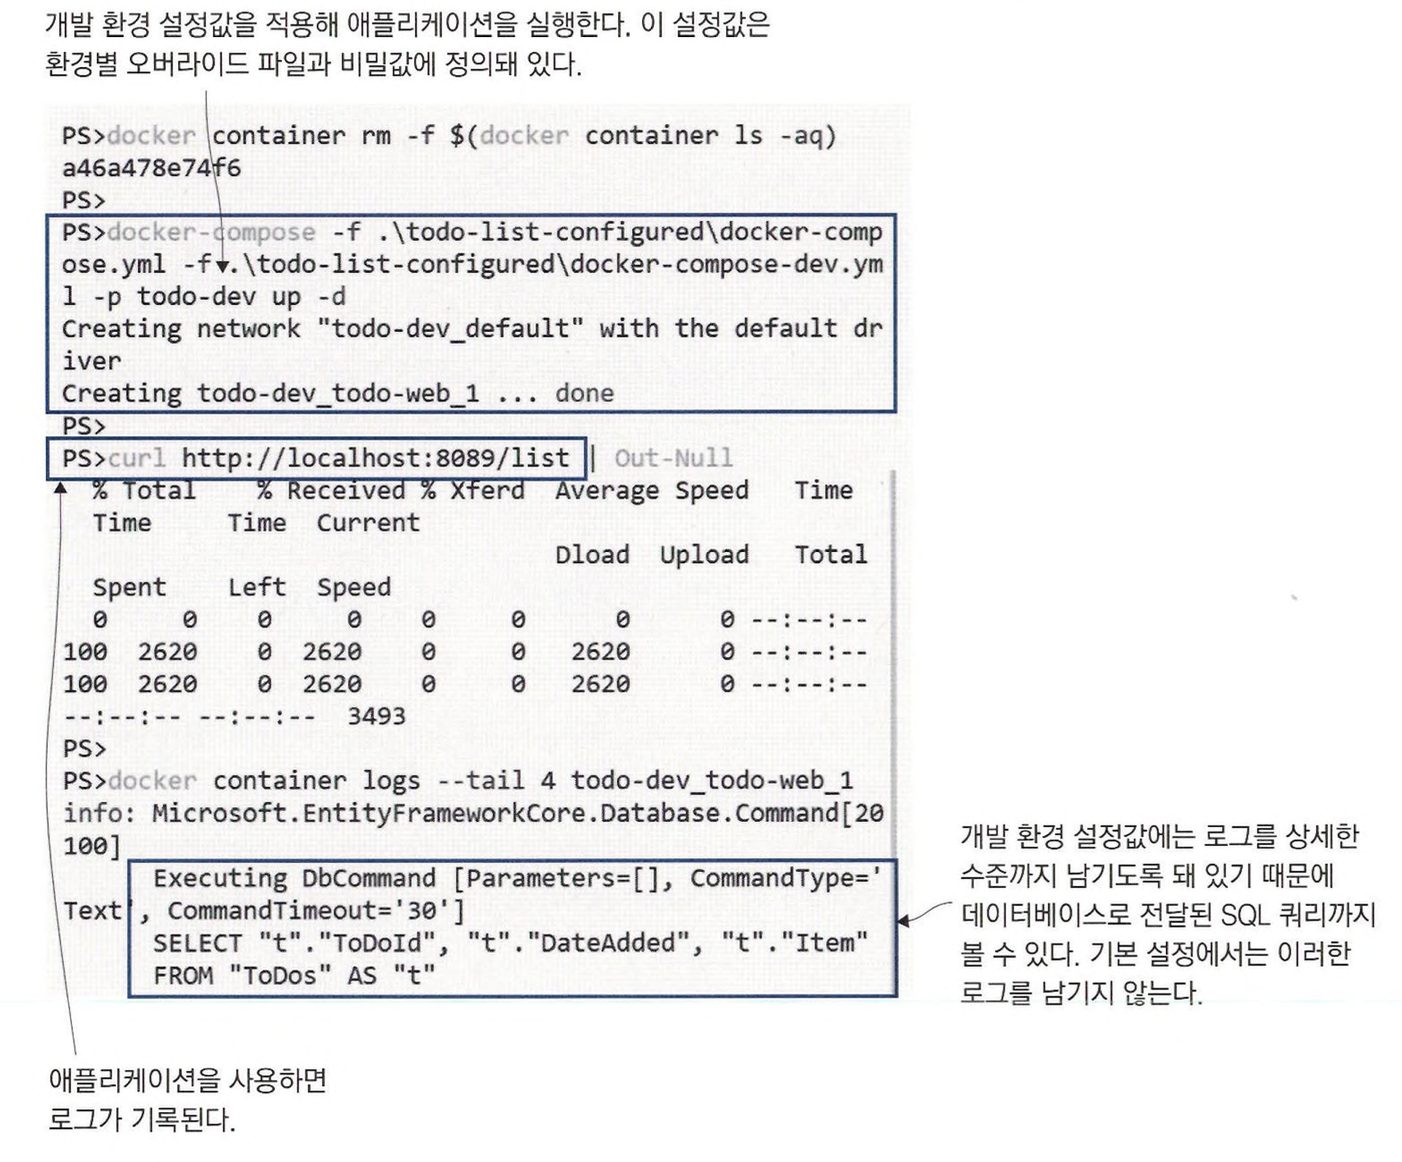 개발 환경 설정값을 적용해 애플리케이션을 실행한다. 이 설정값은
환경별 오버라이드 파일과 비밀값에 정의돼 있다.
PS>docker container rm -f $(docker container ls -aq)
a46a478e74f6
PS>
PS>docker-compose -f .\todo-list-configured\docker-comp
ose.yml -f .\todo-list-configured\docker-compose-dev.ym
l -p todo-dev up -d
Creating network "todo-dev_default" with the default dr
iver
Creating todo-dev_todo-web_1 ... done
PS>
PS>curl http://localhost:8089/list | Out-Null
% Total % Received % Xferd Average Speed Time
Time Time Current
Dload Upload Total
Spent Left Speed
0 0 0 0 0 0 0 0 --:--:--
100 2620 0 2620 0 0 2620 0 --:--:--
100 2620 0 2620 0 0 2620 0 --:--:--
--:--:-- --:--:-- 3493
PS>
PS>docker container logs --tail 4 todo-dev_todo-web_1
info: Microsoft.EntityFrameworkCore.Database.Command[20
100]
Executing DbCommand [Parameters=[], CommandType='
Text', CommandTimeout='30']
SELECT "t"."ToDoId", "t"."DateAdded", "t"."Item"
FROM "ToDos" AS "t"
개발 환경 설정값에는 로그를 상세한
수준까지 남기도록 돼 있기 때문에
데이터베이스로 전달된 SQL 쿼리까지
볼 수 있다. 기본 설정에서는 이러한
로그를 남기지 않는다.
애플리케이션을 사용하면
로그가 기록된다.